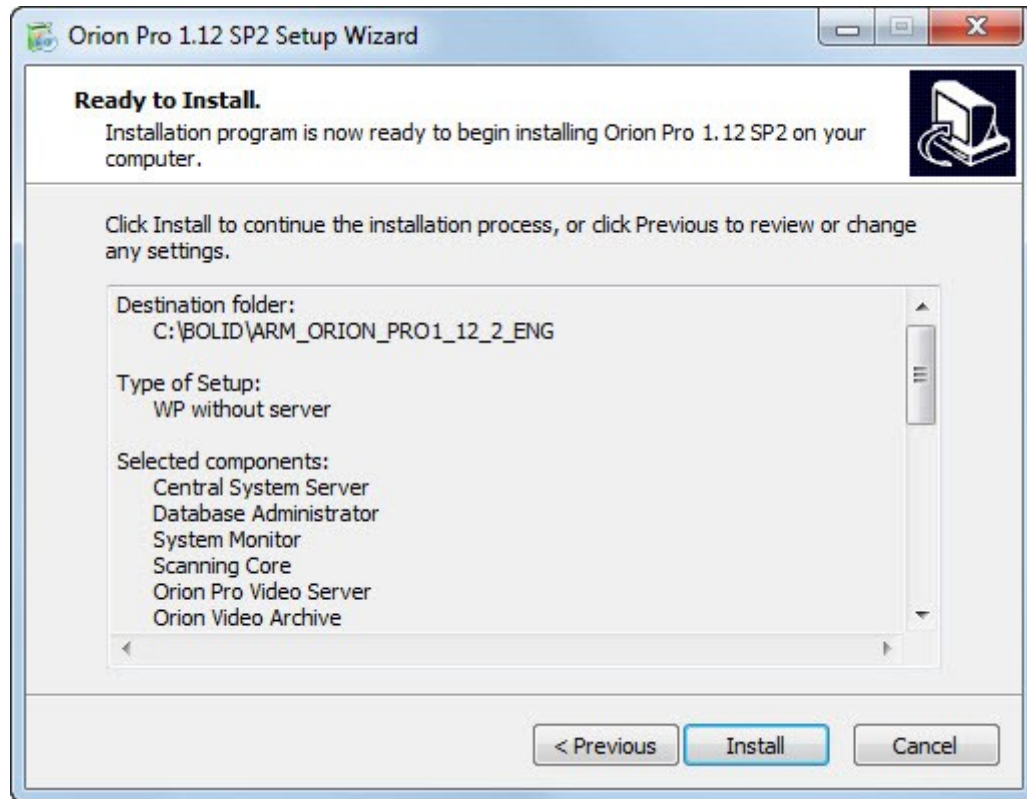 Orion Pro 1.12 SP2 Setup Wizard
Ready to Install.
Installation program is now ready to begin installing Orion Pro 1.12 SP2 on your
computer.
Click Install to continue the installation process, or click Previous to review or change
any settings.
Destination folder:
C:\BOLID\ARM_ORION_PRO1_12_2_ENG
Type of Setup:
WP without server
Selected components:
Central System Server
Database Administrator
System Monitor
Scanning Core
Orion Pro Video Server
Orion Video Archive
< Previous
Install
Cancel